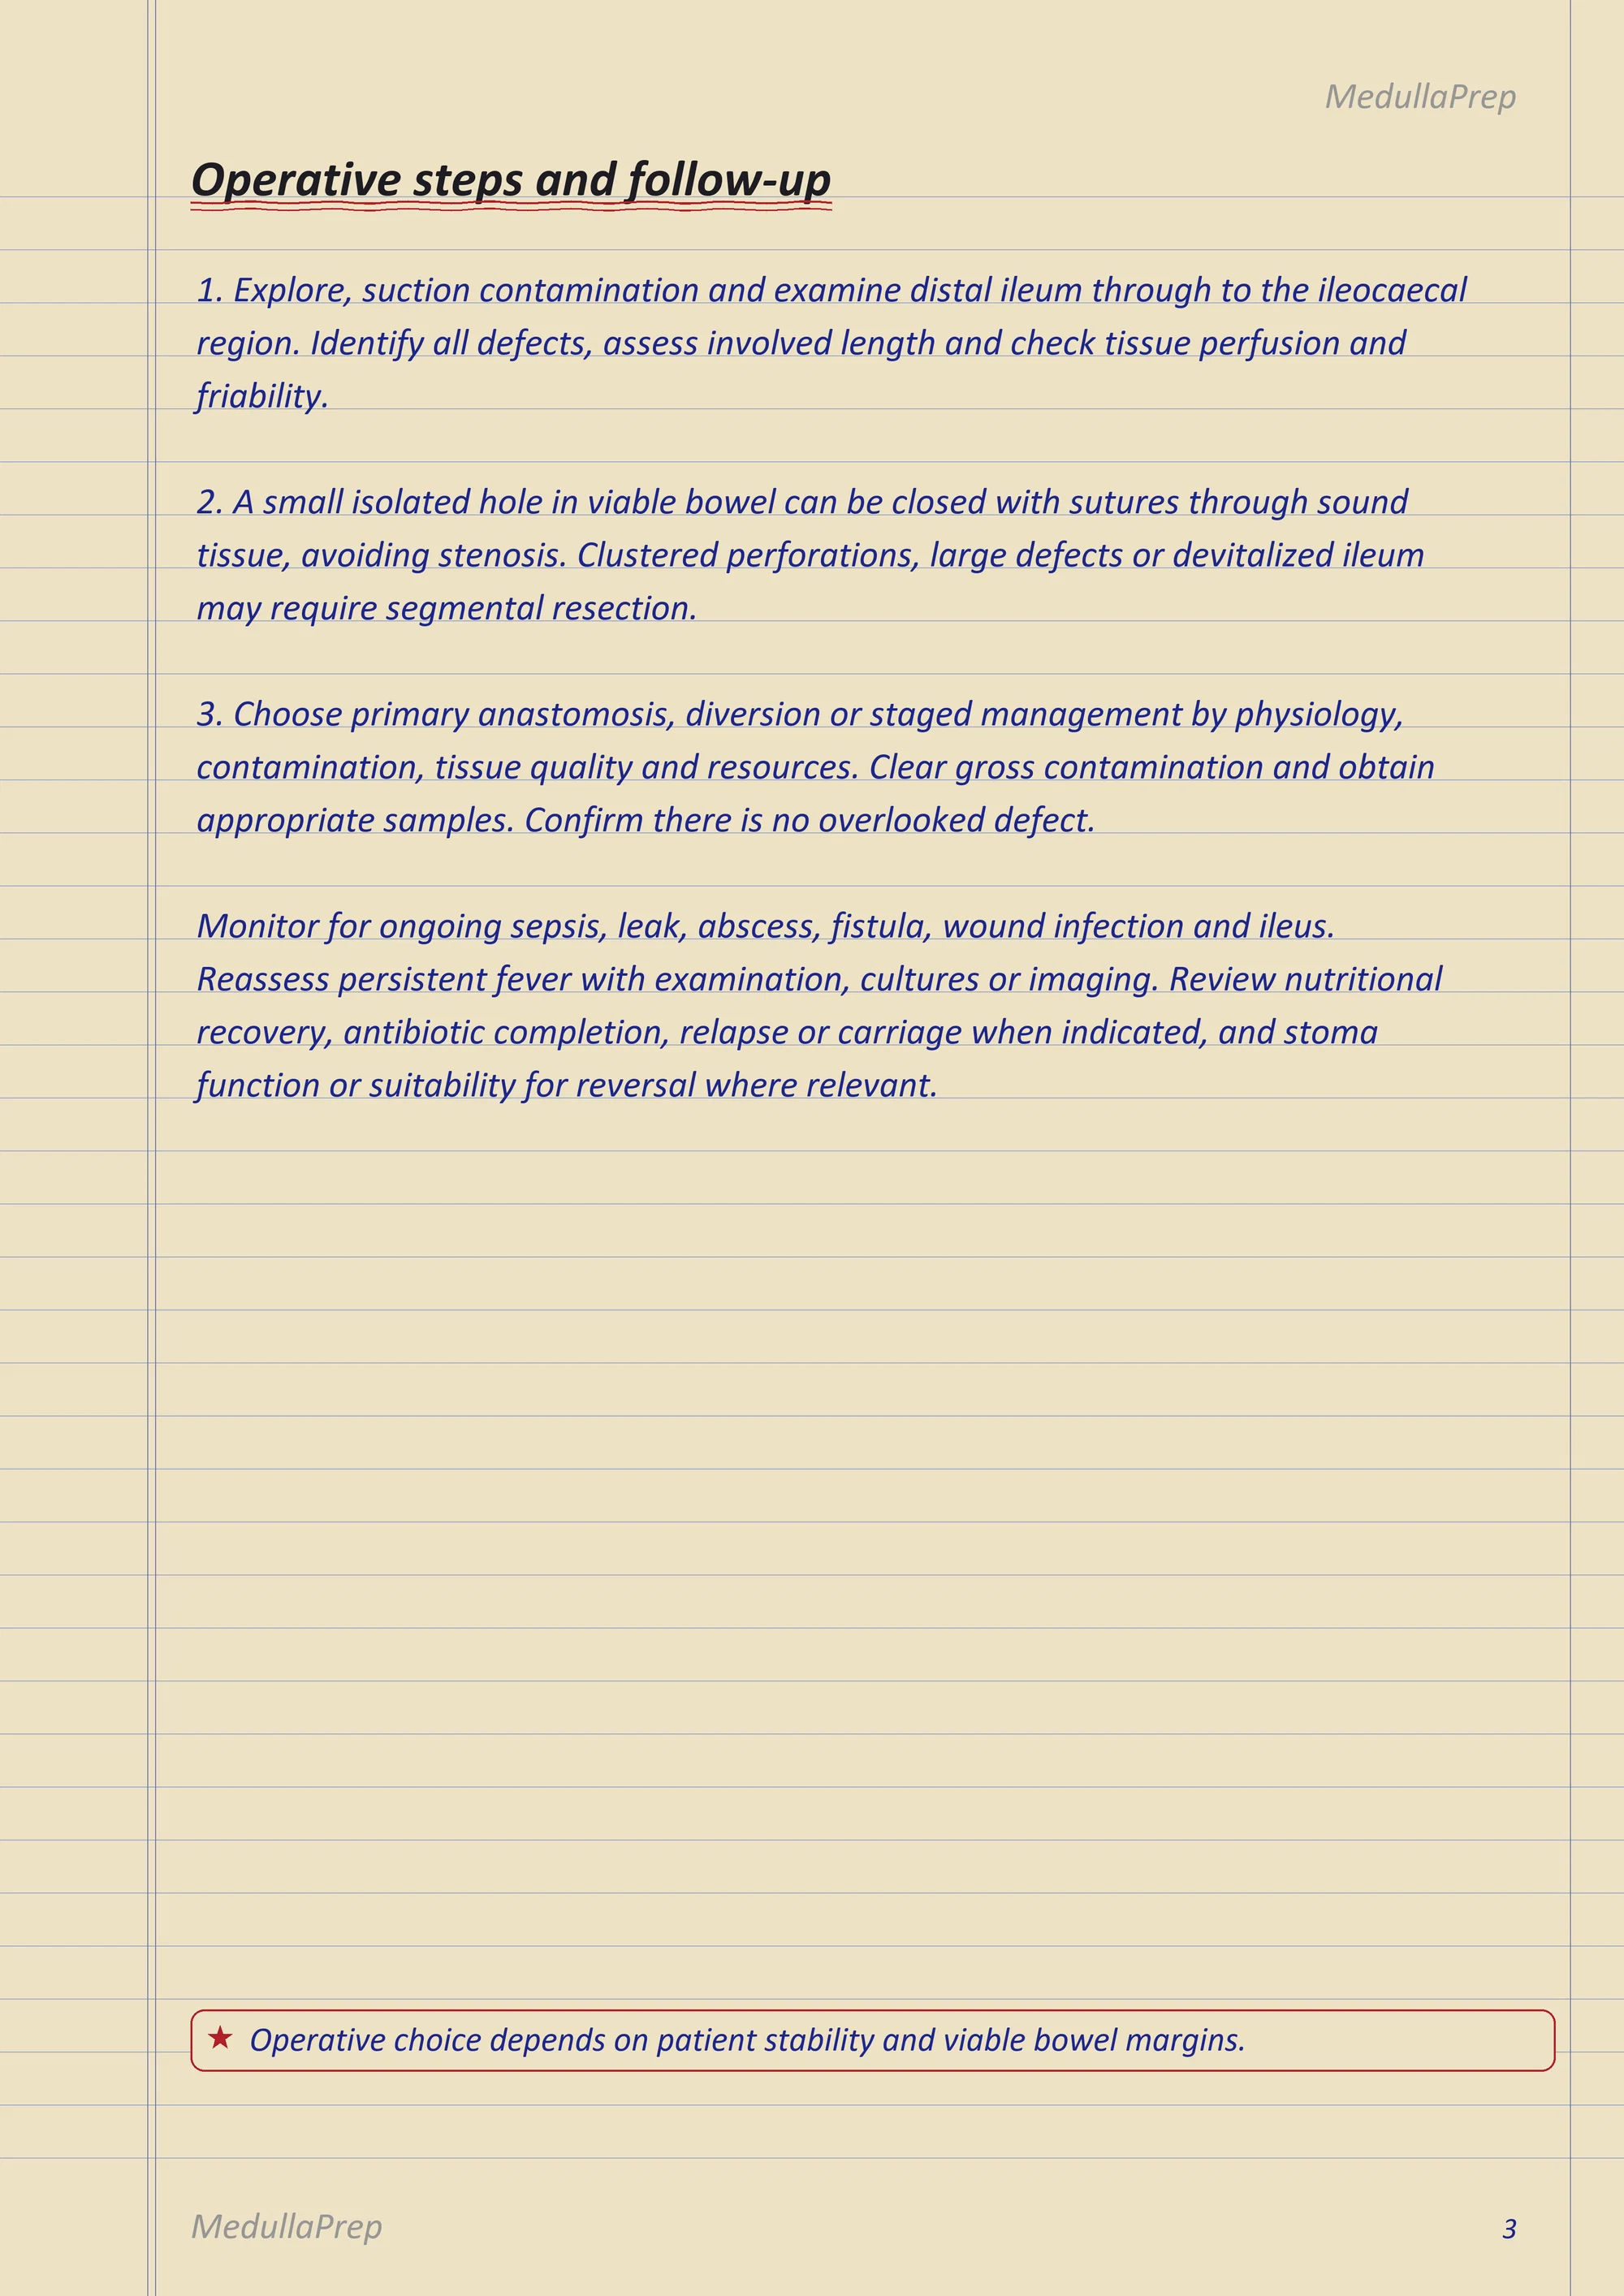 MedullaPrep
Operative steps and follow-up
1. Explore, suction contamination and examine distal ileum through to the ileocaecal
region. Identify all defects, assess involved length and check tissue perfusion and
friability.
2. A small isolated hole in viable bowel can be closed with sutures through sound
tissue, avoiding stenosis. Clustered perforations, large defects or devitalized ileum
may require segmental resection.
3. Choose primary anastomosis, diversion or staged management by physiology,
contamination, tissue quality and resources. Clear gross contamination and obtain
appropriate samples. Confirm there is no overlooked defect.
Monitor for ongoing sepsis, leak, abscess, fistula, wound infection and ileus.
Reassess persistent fever with examination, cultures or imaging. Review nutritional
recovery, antibiotic completion, relapse or carriage when indicated, and stoma
function or suitability for reversal where relevant.
★ Operative choice depends on patient stability and viable bowel margins.
MedullaPrep
3